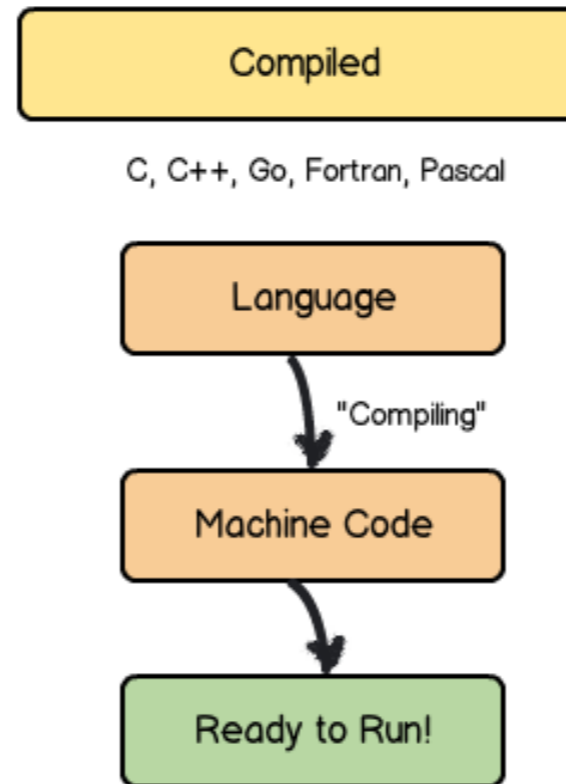 Compiled
C, C++, Go, Fortran, Pascal
Language
"Compiling"
Machine Code
Ready to Run!